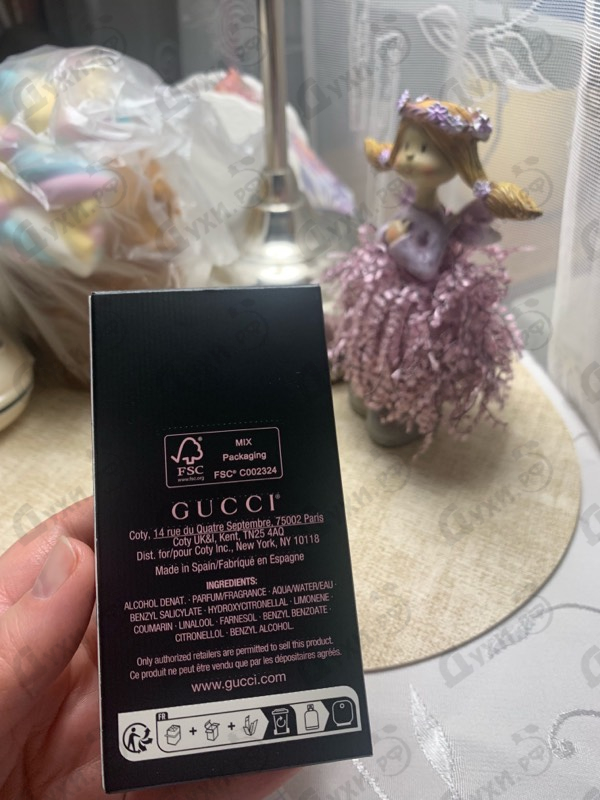 FSC
www.fsc.org
MIX
Packaging
FSC® C002324
GUCCI®
Coty, 14 rue du Quatre Septembre, 75002 Paris
Coty UK&I, Kent, TN25 4AQ
Dist. for/pour Coty Inc., New York, NY 10118
Made in Spain/Fabriqué en Espagne
INGREDIENTS:
ALCOHOL DENAT. · PARFUM/FRAGRANCE · AQUA/WATER/EAU ·
BENZYL SALICYLATE · HYDROXYCITRONELLAL · LIMONENE ·
COUMARIN · LINALOOL · FARNESOL · BENZYL BENZOATE ·
CITRONELLOL · BENZYL ALCOHOL.
Only authorized retailers are permitted to sell this product.
Ce produit ne peut être vendu que par les dépositaires agréés.
www.gucci.com
FR
+ +
духи.рф